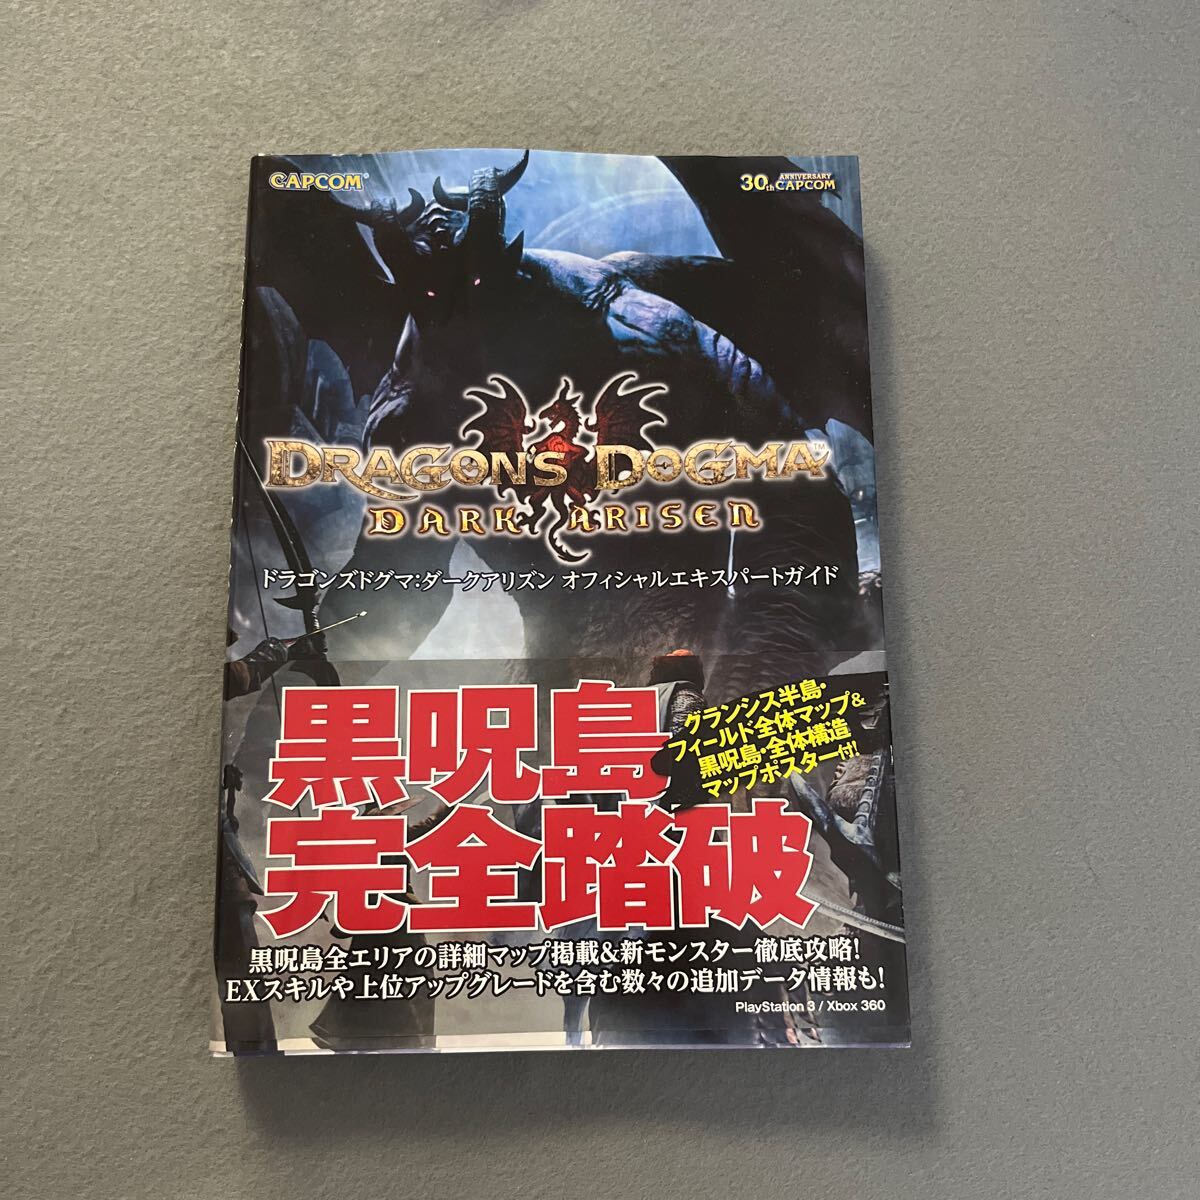 CAPCOM®
30th ANNIVERSARY CAPCOM
DRAGON'S DOGMA™
DARK ARISEN
ドラゴンズドグマ:ダークアリズン オフィシャルエキスパートガイド
黒呪島
完全踏破
グランシス半島・
フィールド全体マップ&
黒呪島・全体構造
マップポスター付!
黒呪島全エリアの詳細マップ掲載&新モンスター徹底攻略!
EXスキルや上位アップグレードを含む数々の追加データ情報も!
PlayStation 3 / Xbox 360